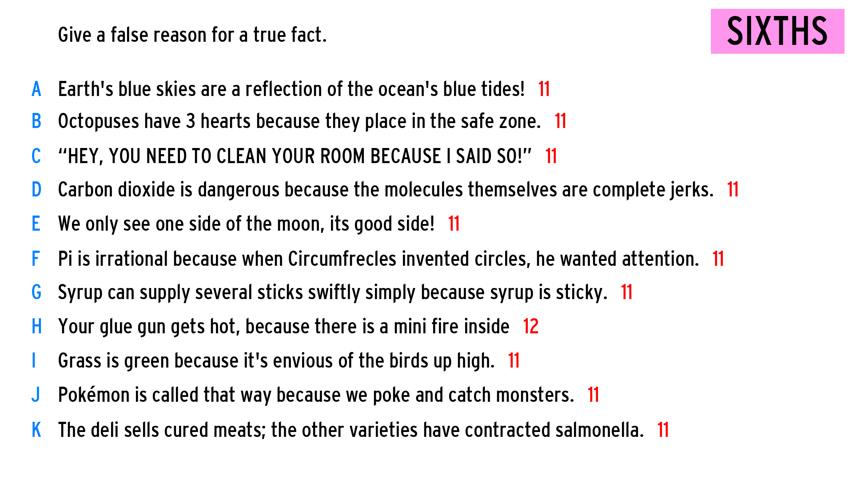 Give a false reason for a true fact.
SIXTHS
A Earth's blue skies are a reflection of the ocean's blue tides! 11
B Octopuses have 3 hearts because they place in the safe zone. 11
C “HEY, YOU NEED TO CLEAN YOUR ROOM BECAUSE I SAID SO!” 11
D Carbon dioxide is dangerous because the molecules themselves are complete jerks. 11
E We only see one side of the moon, its good side! 11
F Pi is irrational because when Circumfrecles invented circles, he wanted attention. 11
G Syrup can supply several sticks swiftly simply because syrup is sticky. 11
H Your glue gun gets hot, because there is a mini fire inside 12
I Grass is green because it's envious of the birds up high. 11
J Pokémon is called that way because we poke and catch monsters. 11
K The deli sells cured meats; the other varieties have contracted salmonella. 11